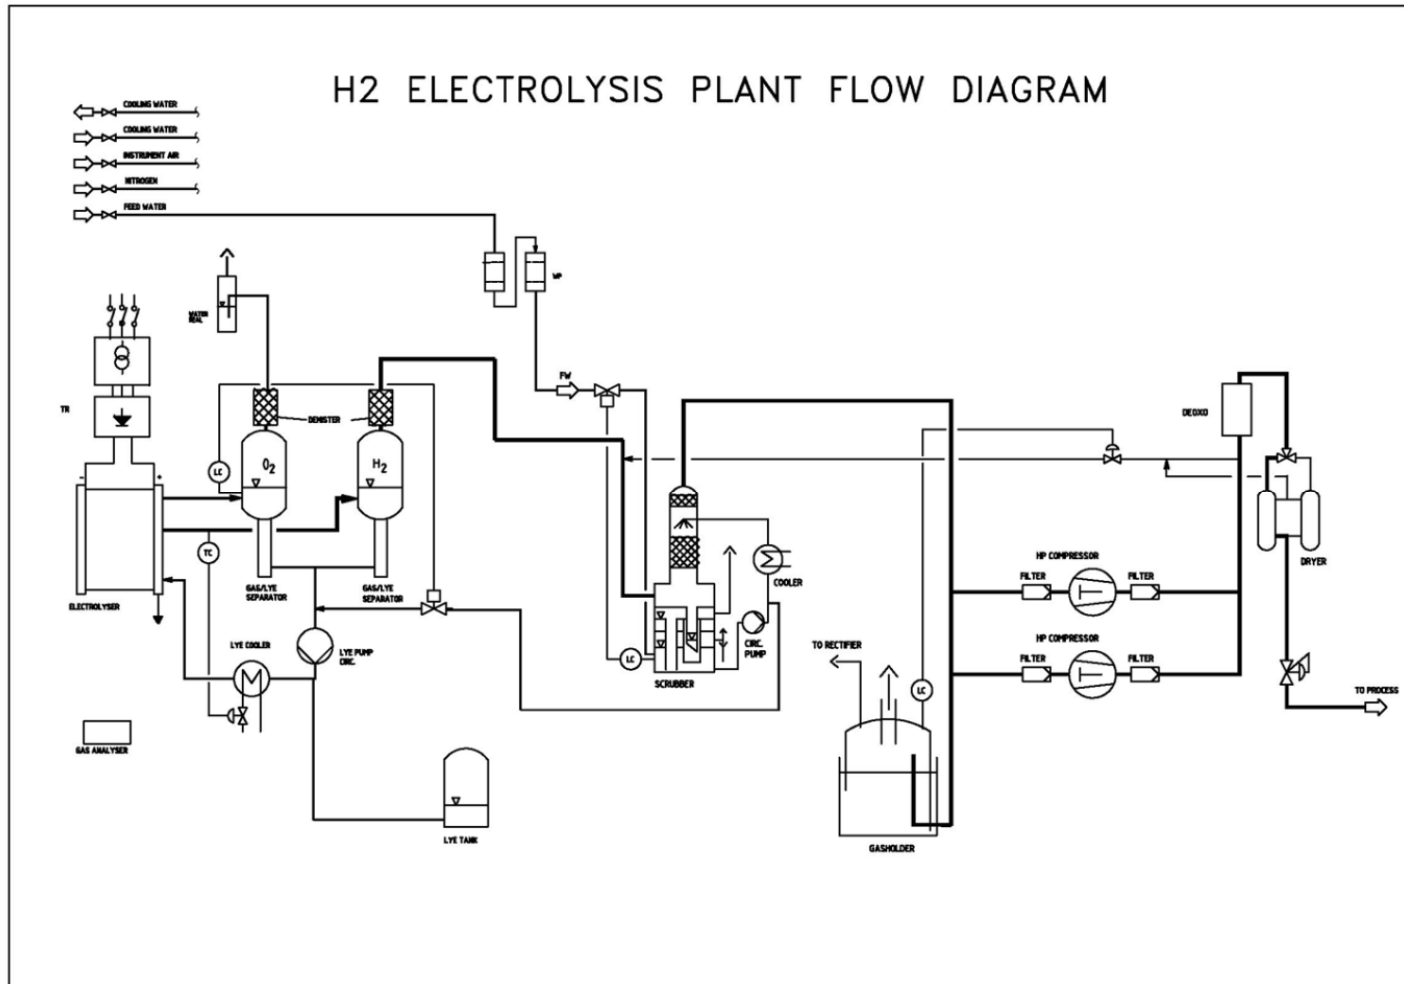 H2 ELECTROLYSIS PLANT FLOW DIAGRAM
COOLING WATER
COOLING WATER
INSTRUMENT AIR
NITROGEN
FEED WATER
WP
WATER
SEAL
FW
TR
DEMISTER
DEOXO
O2
H2
LC
- +
TC
HP COMPRESSOR
FILTER
FILTER
DRYER
COOLER
GAS/LYE
SEPARATOR
GAS/LYE
SEPARATOR
ELECTROLYSER
LYE COOLER
LYE PUMP
CIRC.
CIRC.
PUMP
LC
SCRUBBER
TO RECTIFIER
HP COMPRESSOR
FILTER
FILTER
LC
TO PROCESS
GAS ANALYSER
LYE TANK
GASHOLDER